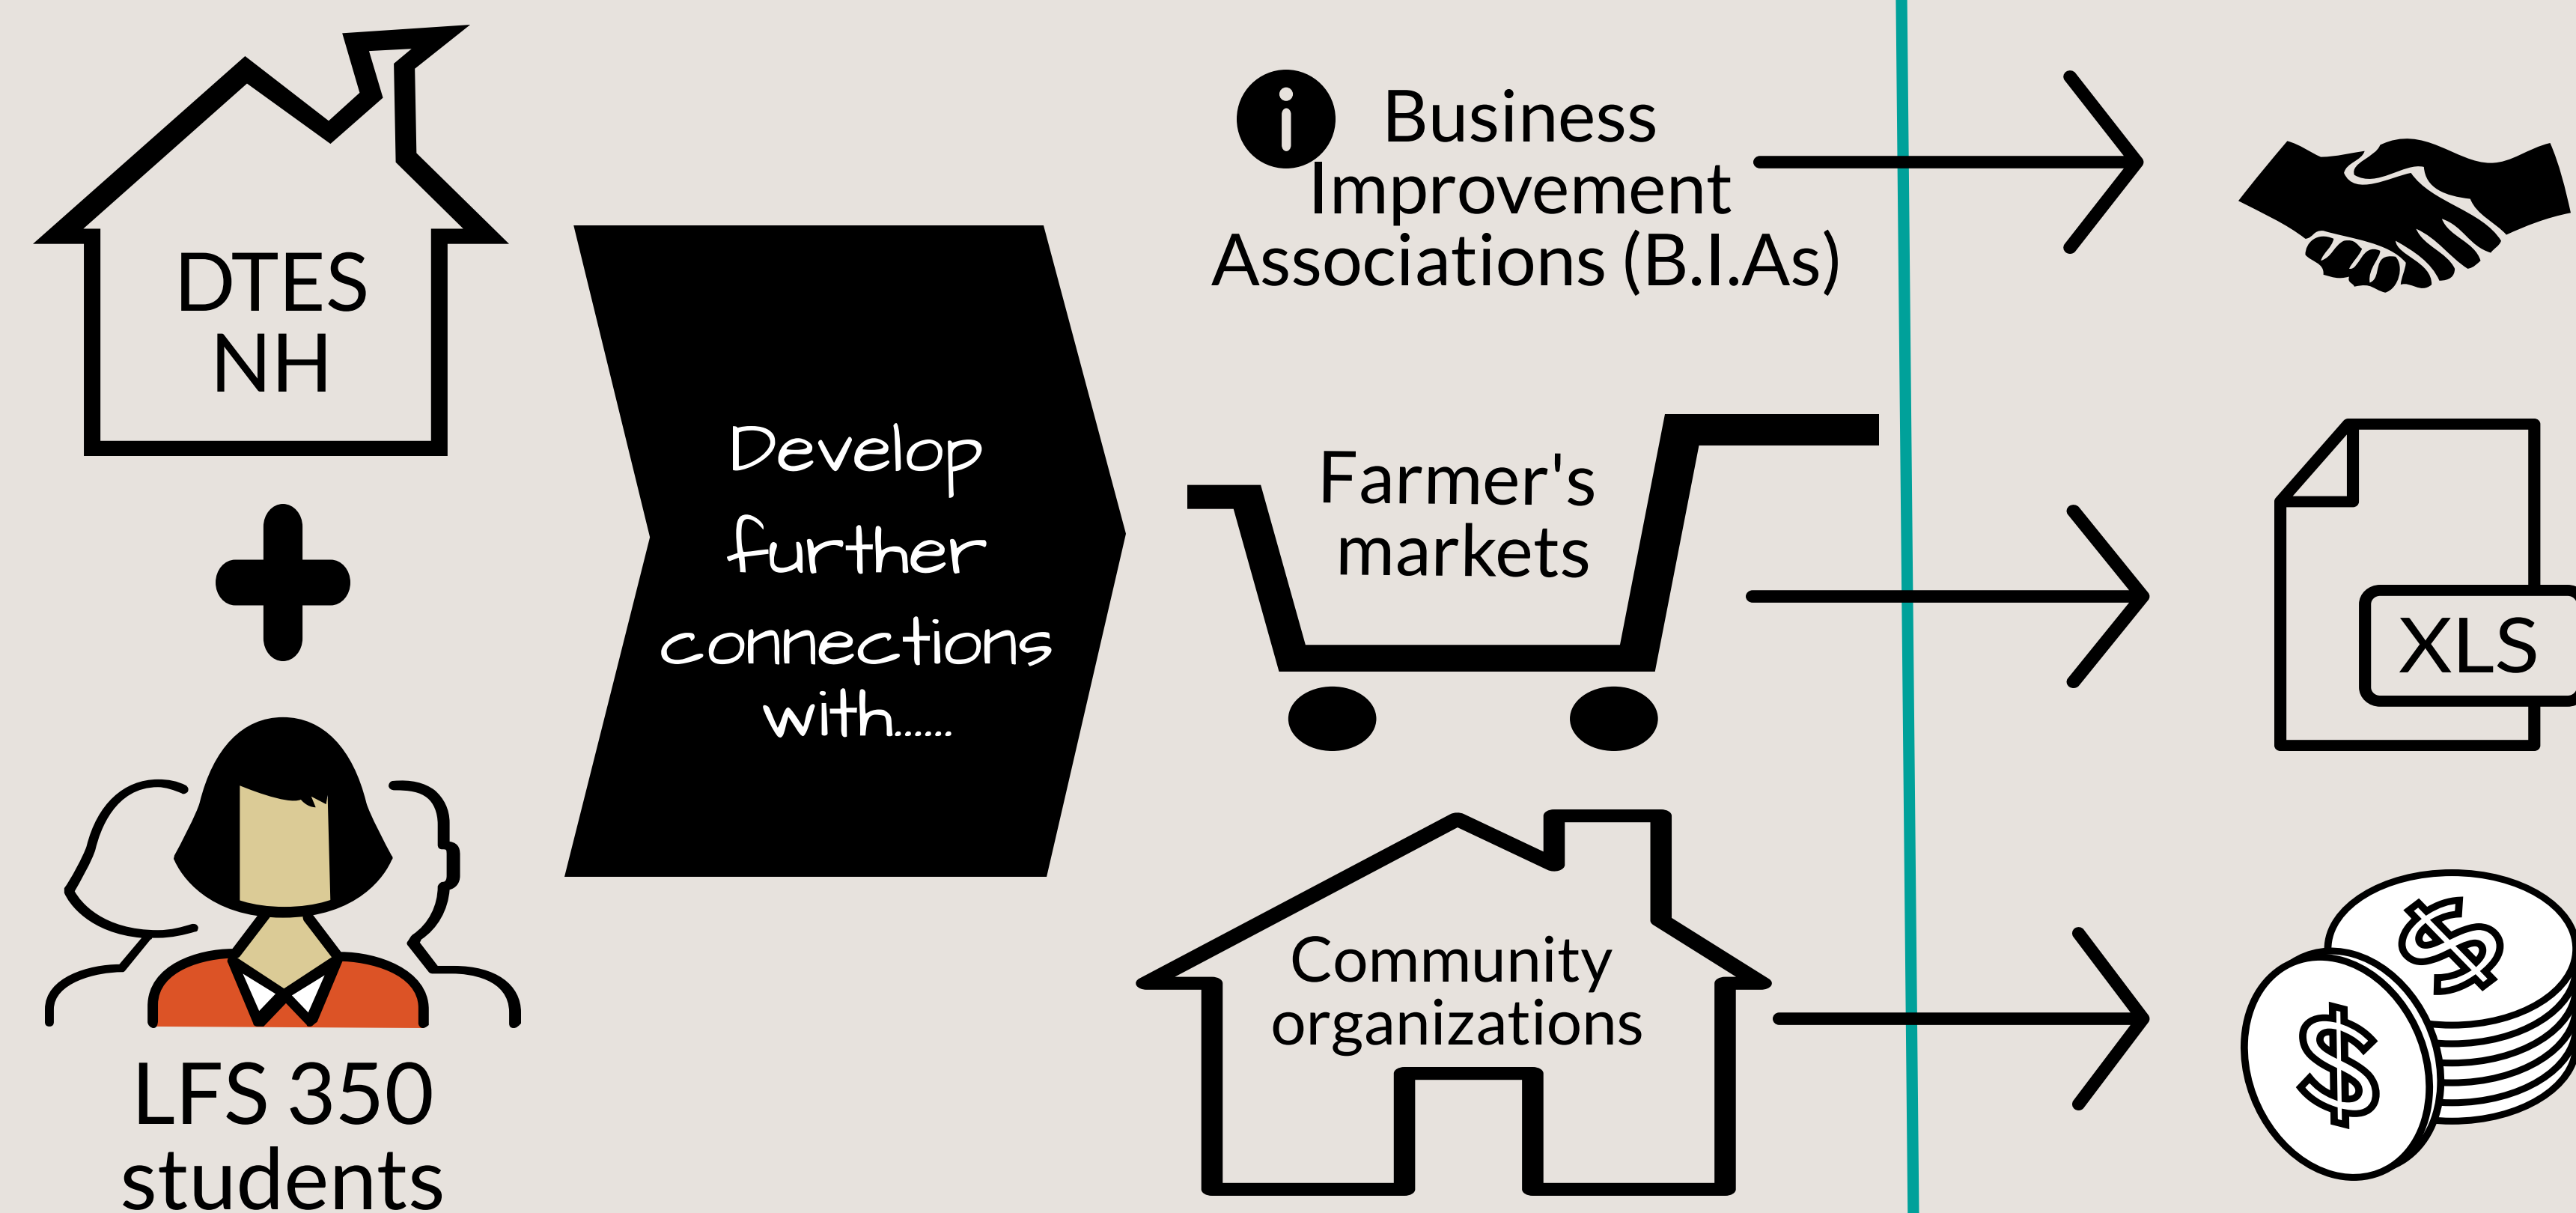 DTES
NH
LFS 350
students
Develop
further
connections
with......
i
Business
Improvement
Associations (B.I.As)
Farmer's
markets
Community
organizations
XLS
$
$